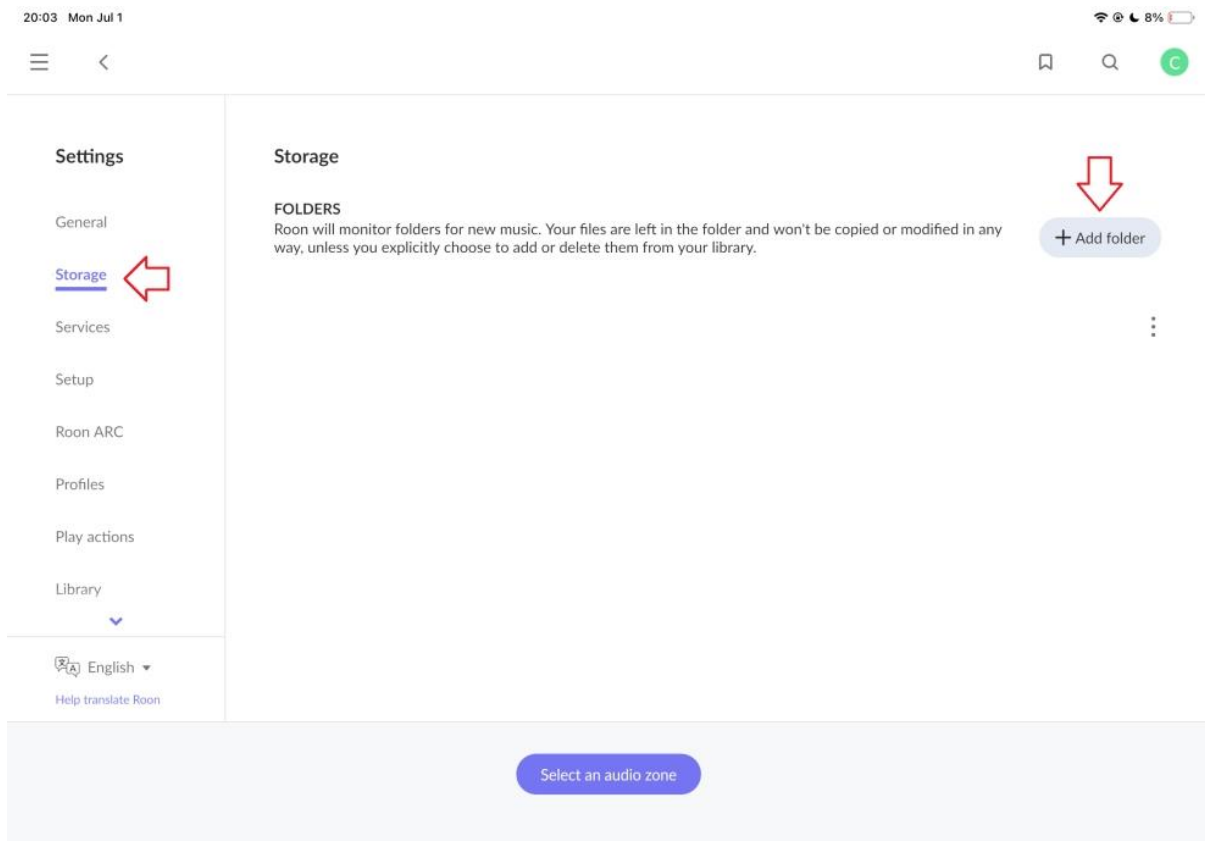 20:03 Mon Jul 1
8%
C
Settings
General
Storage
Services
Setup
Roon ARC
Profiles
Play actions
Library
文A English
Help translate Roon
Storage
FOLDERS
Roon will monitor folders for new music. Your files are left in the folder and won't be copied or modified in any
way, unless you explicitly choose to add or delete them from your library.
+ Add folder
Select an audio zone